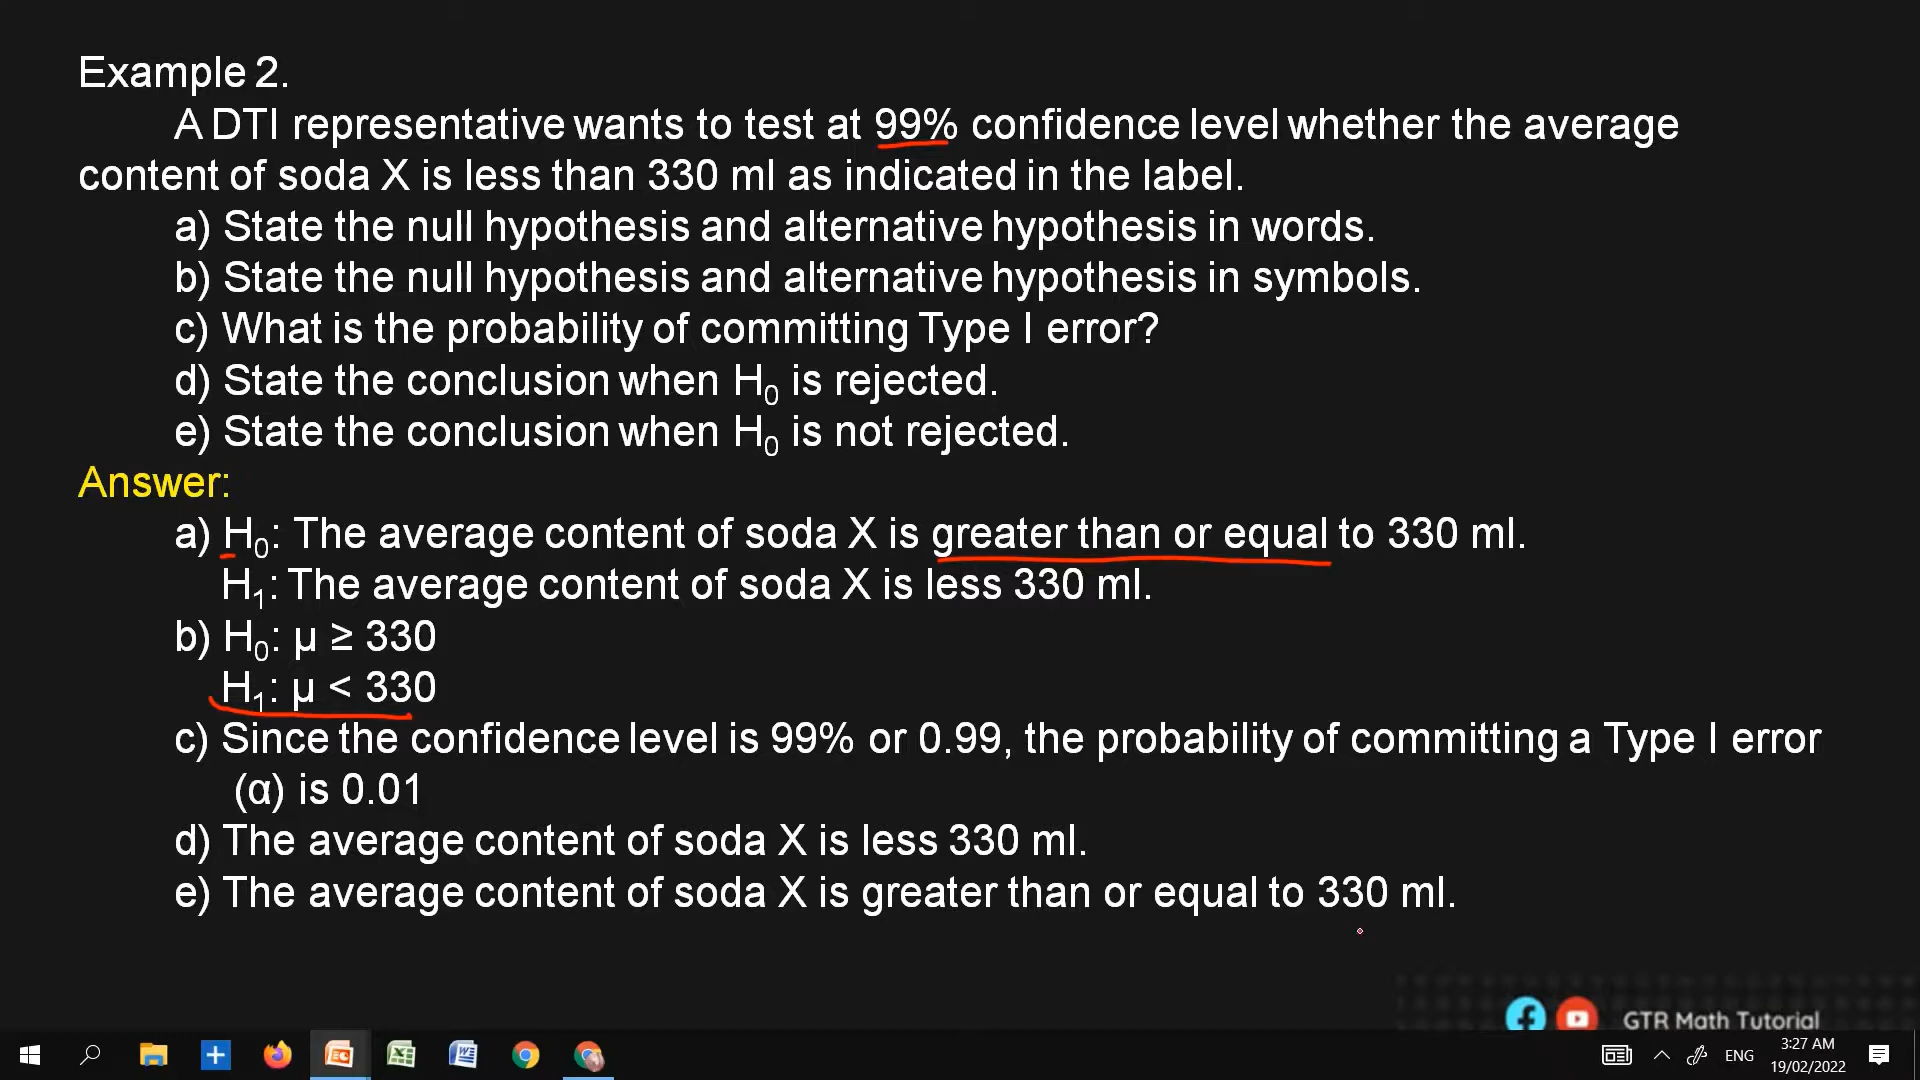 Example 2.
A DTI representative wants to test at 99% confidence level whether the average
content of soda X is less than 330 ml as indicated in the label.
a) State the null hypothesis and alternative hypothesis in words.
b) State the null hypothesis and alternative hypothesis in symbols.
c) What is the probability of committing Type I error?
d) State the conclusion when H₀ is rejected.
e) State the conclusion when H₀ is not rejected.
Answer:
a) H₀: The average content of soda X is greater than or equal to 330 ml.
H₁: The average content of soda X is less 330 ml.
b) H₀: μ ≥ 330
H₁: μ < 330
c) Since the confidence level is 99% or 0.99, the probability of committing a Type I error
(α) is 0.01
d) The average content of soda X is less 330 ml.
e) The average content of soda X is greater than or equal to 330 ml.
GTR Math Tutorial
ENG
3:27 AM
19/02/2022